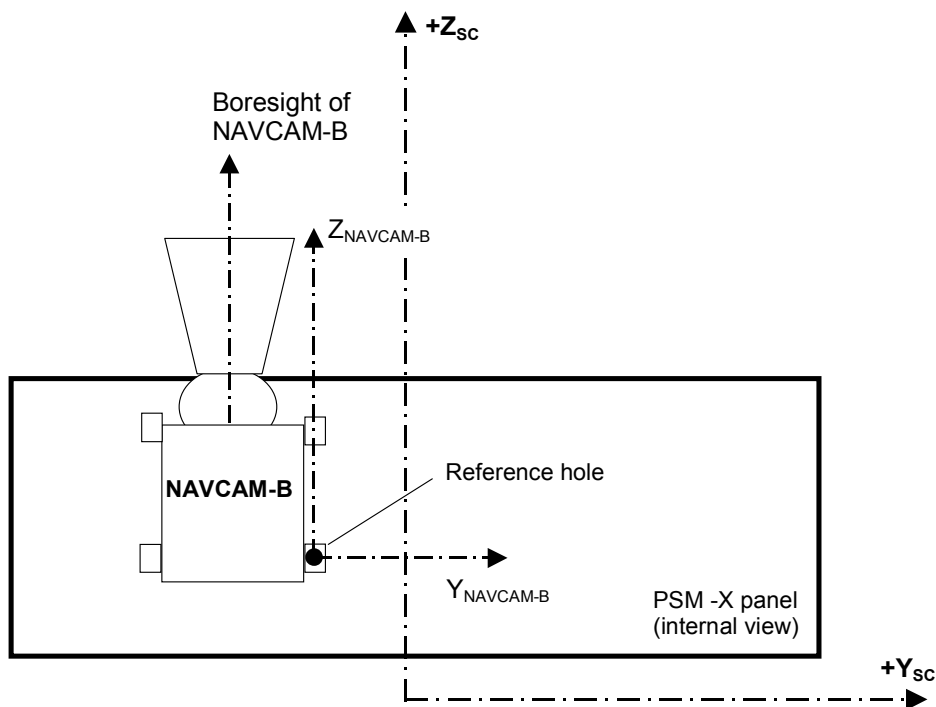 +Z_SC
Boresight of
NAVCAM-B
Z_NAVCAM-B
Reference hole
NAVCAM-B
Y_NAVCAM-B
PSM -X panel
(internal view)
+Y_SC